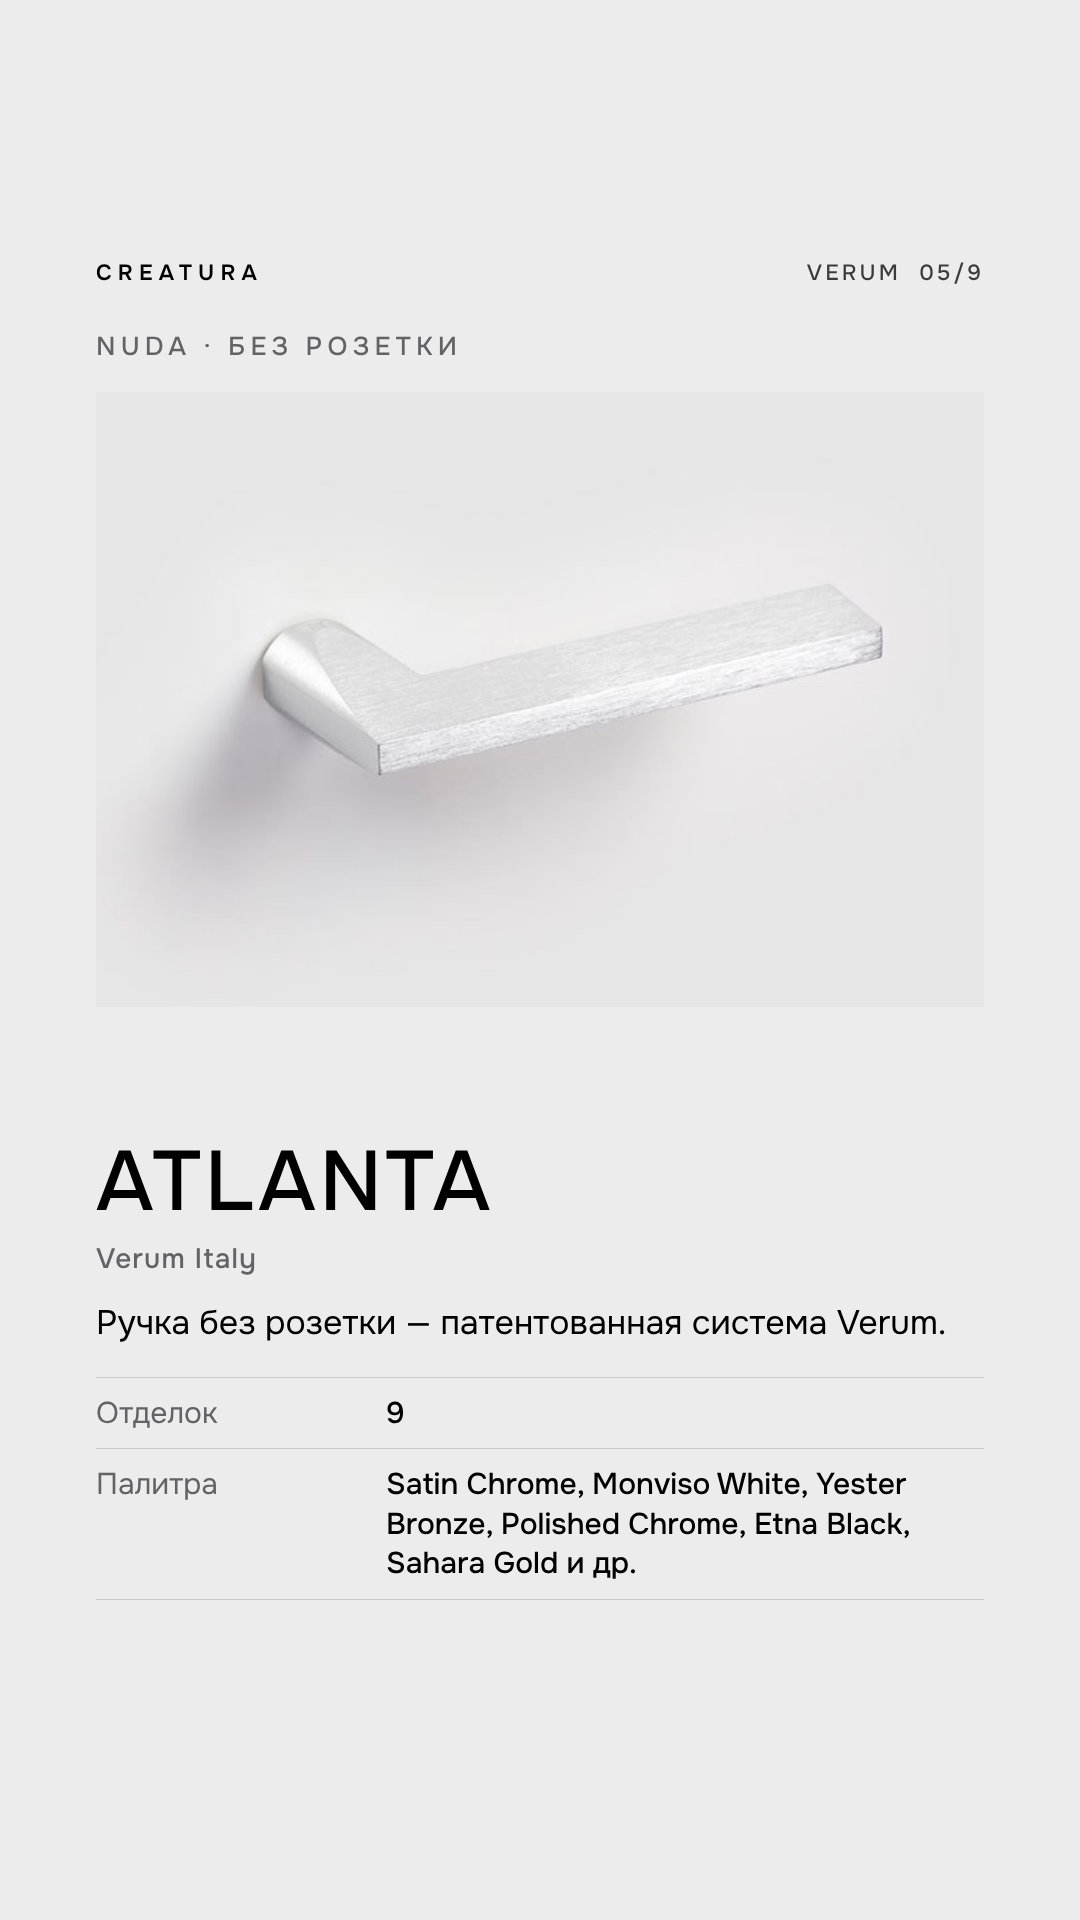 CREATURA
VERUM 05/9
NUDA · БЕЗ РОЗЕТКИ
ATLANTA
Verum Italy
Ручка без розетки — патентованная система Verum.
Отделок 9
Палитра Satin Chrome, Monviso White, Yester
Bronze, Polished Chrome, Etna Black,
Sahara Gold и др.